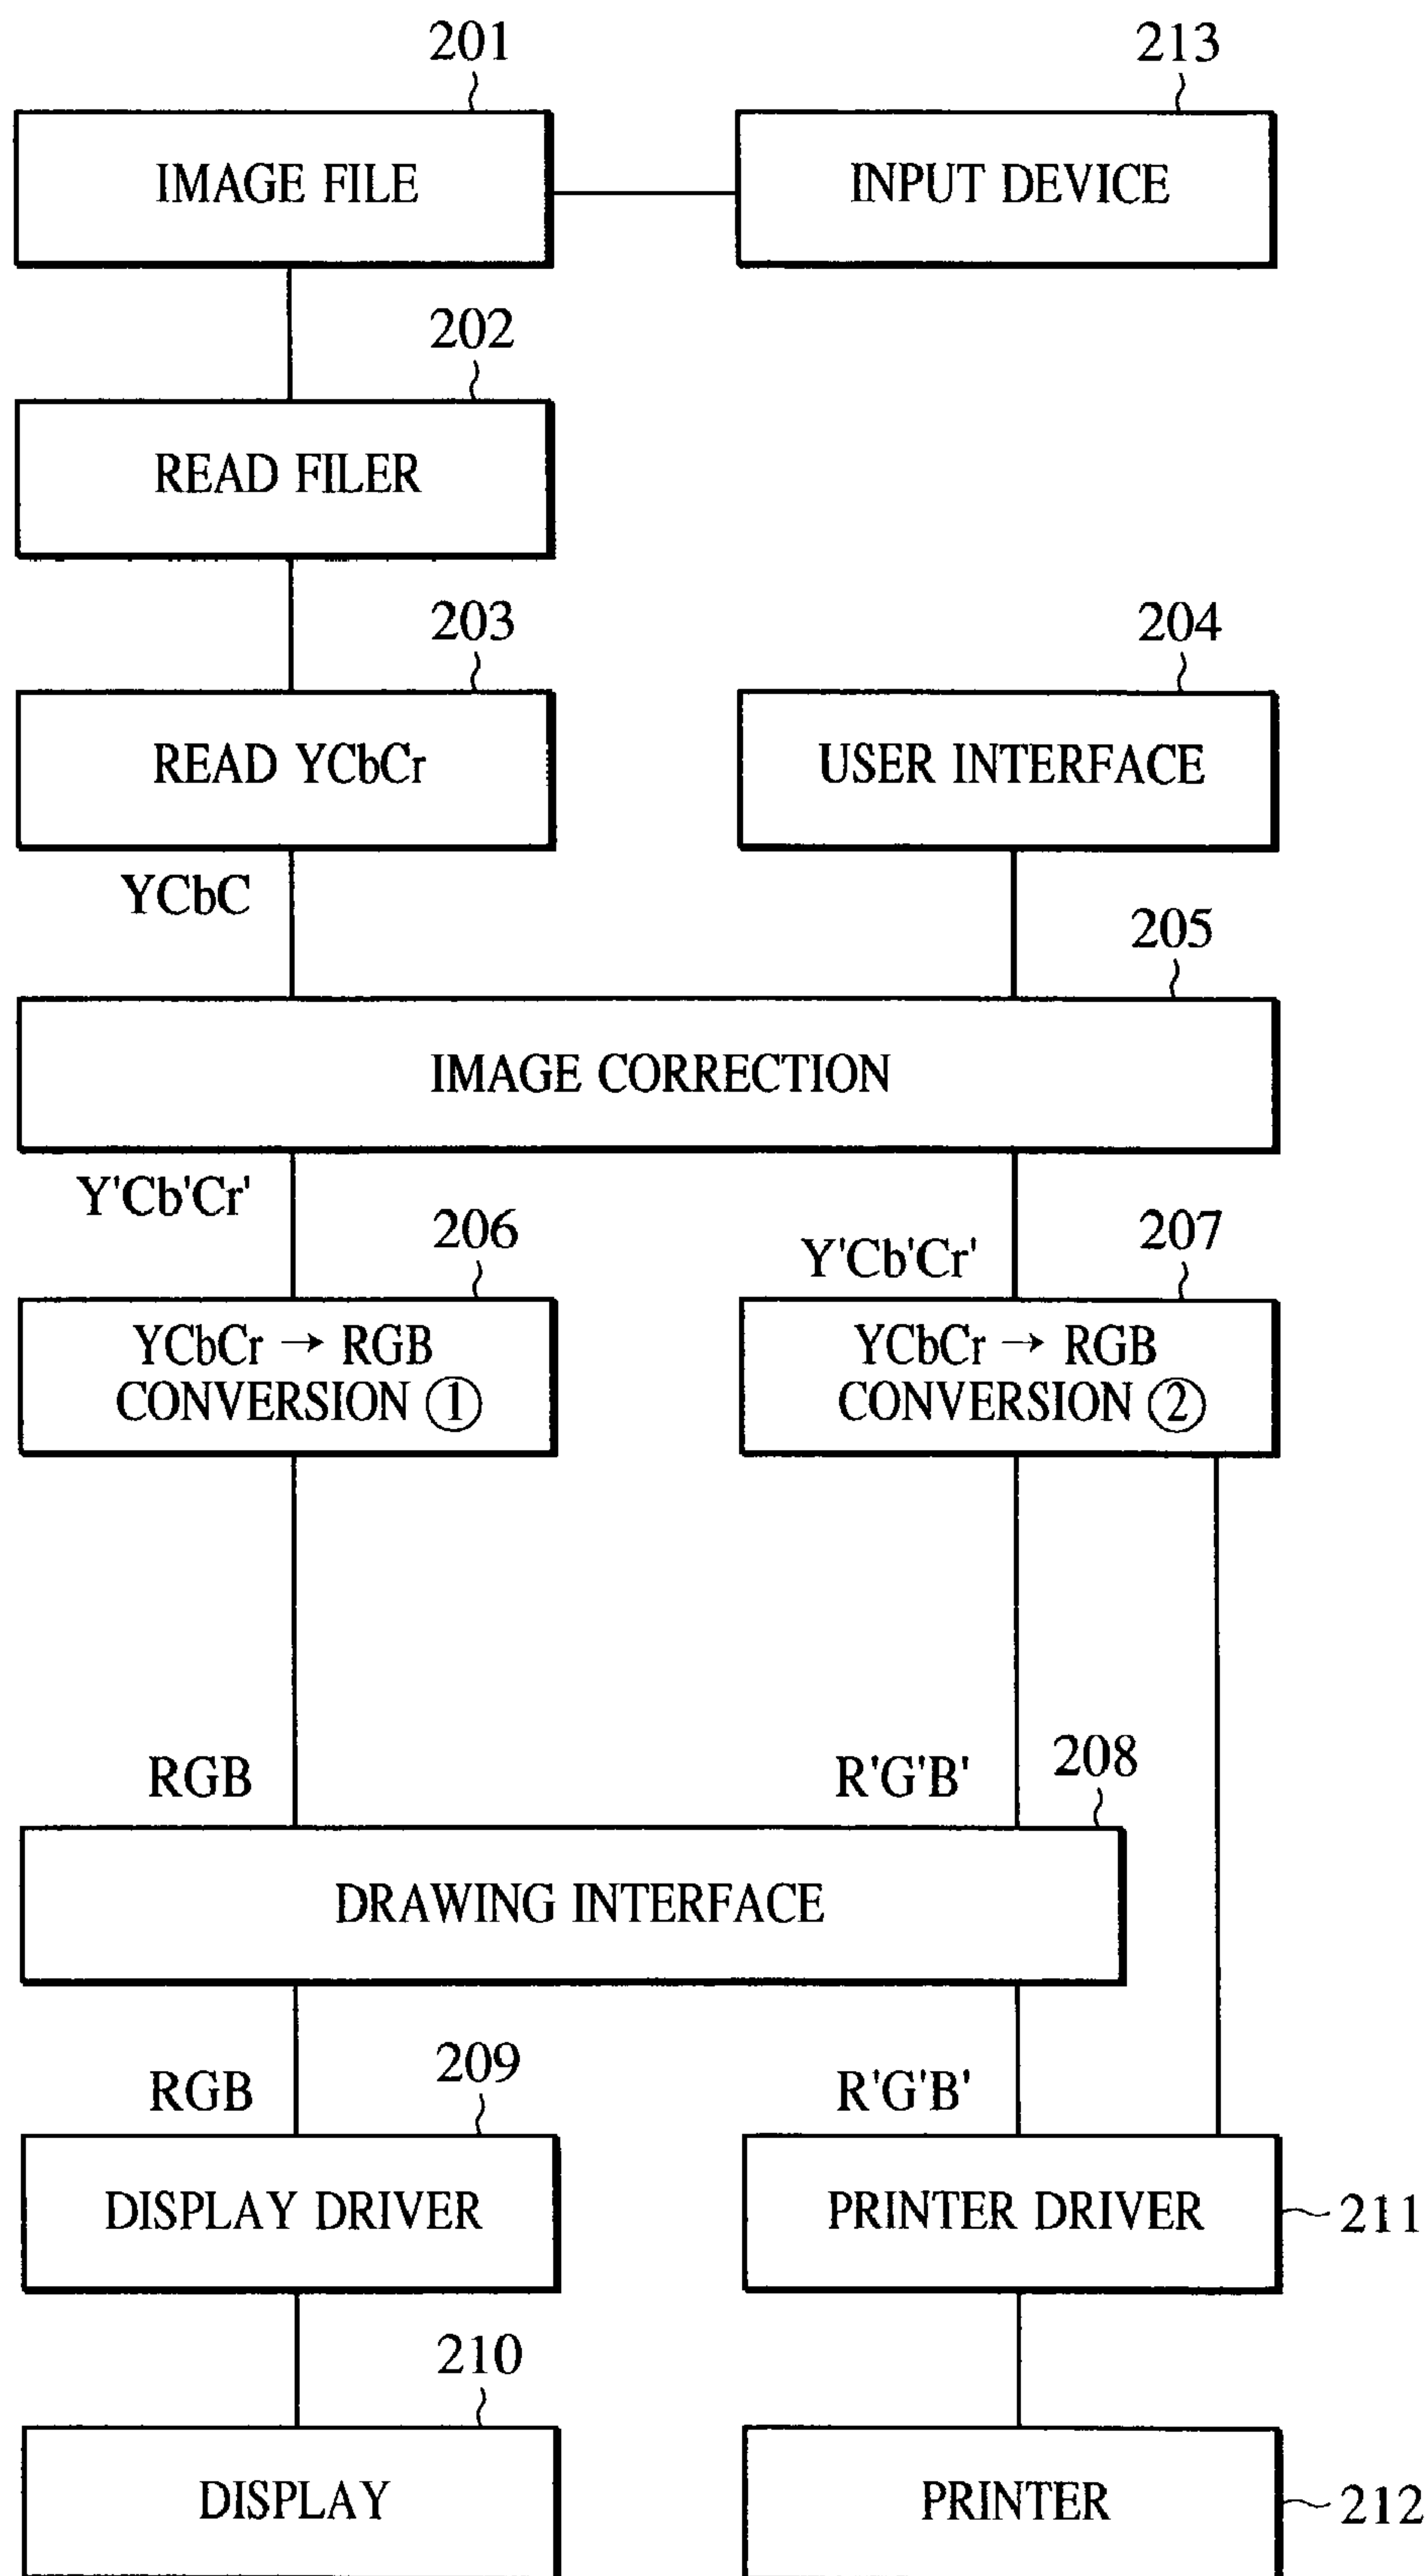 201
213
IMAGE FILE
INPUT DEVICE
202
READ FILER
203
204
READ YCbCr
USER INTERFACE
YCbC
205
IMAGE CORRECTION
Y'Cb'Cr'
206
Y'Cb'Cr'
207
YCbCr → RGB
CONVERSION ①
YCbCr → RGB
CONVERSION ②
RGB
R'G'B'
208
DRAWING INTERFACE
RGB
209
R'G'B'
DISPLAY DRIVER
PRINTER DRIVER
211
210
DISPLAY
PRINTER
212